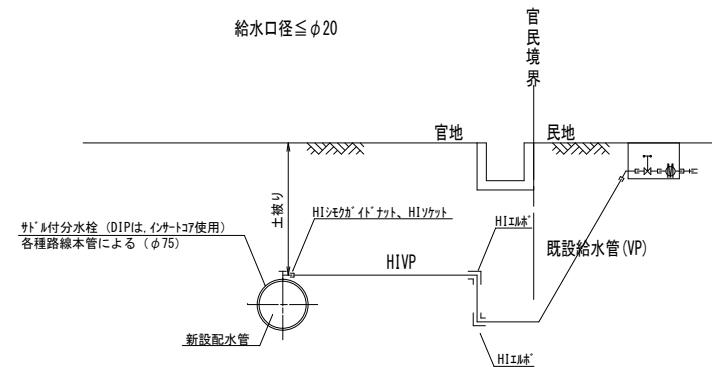 給水口径≦φ20
官民境界
官地
民地
土被り
HIシモクガイドナット、HIソケット
HIエルボ
サドル付分水栓（DIPは、インサートコア使用）
各種路線本管による（φ75）
HIVP
既設給水管(VP)
新設配水管
HIエルボ